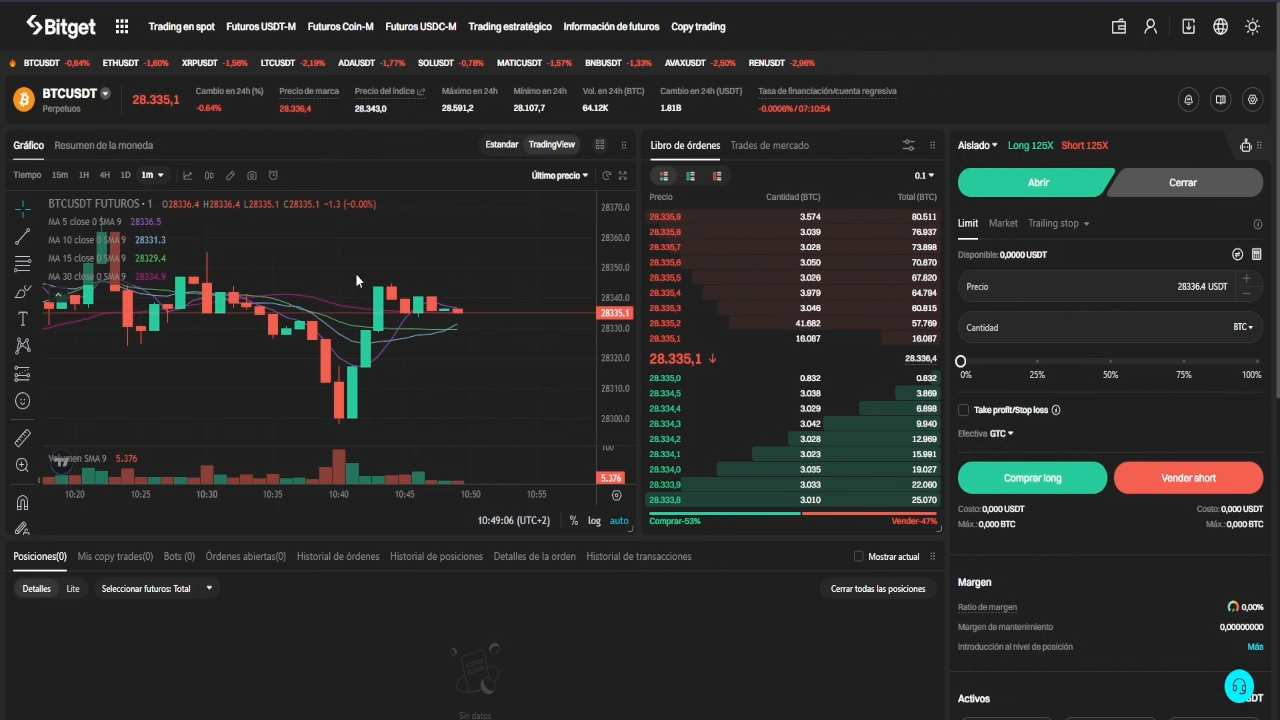 Bitget
Trading en spot Futuros USDT-M Futuros Coin-M Futuros USDC-M Trading estratégico Información de futuros Copy trading
BTCUSDT -0,64% ETHUSDT -1,60% XRPUSDT -1,56% LTCUSDT -2,19% ADAUSDT -1,77% SOLUSDT -0,78% MATICUSDT -1,57% BNBUSDT -1,33% AVAXUSDT -2,50% RENUSDT -2,96%
BTCUSDT
Perpetuos
28.335,1
Cambio en 24h (%) Precio de marca Precio del índice Máximo en 24h Mínimo en 24h Vol. en 24h (BTC) Cambio en 24h (USDT) Tasa de financiación/cuenta regresiva
-0.64% 28.336,4 28.343,0 28.591,2 28.107,7 64.12K 1.81B -0.0006% / 07:10:54
Gráfico Resumen de la moneda Estandar TradingView
Tiempo 15m 1H 4H 1D 1m Último precio
BTCUSDT FUTUROS • 1 O28336.4 H28336.4 L28335.1 C28335.1 −1.3 (−0.00%)
MA 5 close 0 SMA 9 28336.5
MA 10 close 0 SMA 9 28331.3
MA 15 close 0 SMA 9 28329.4
MA 30 close 0 SMA 9 28334.9
28370.0
28360.0
28350.0
28340.0
28335.1
28330.0
28320.0
28310.0
28300.0
100
Volumen SMA 9 5.376
5.376
10:20 10:25 10:30 10:35 10:40 10:45 10:50 10:55
10:49:06 (UTC+2) % log auto
Libro de órdenes Trades de mercado
0.1
Precio Cantidad (BTC) Total (BTC)
28.335,9 3.574 80.511
28.335,8 3.039 76.937
28.335,7 3.028 73.898
28.335,6 3.050 70.870
28.335,5 3.026 67.820
28.335,4 3.979 64.794
28.335,3 3.046 60.815
28.335,2 41.682 57.769
28.335,1 16.087 16.087
28.335,1 28.336,4
28.335,0 0.832 0.832
28.334,5 3.038 3.869
28.334,4 3.029 6.898
28.334,3 3.042 9.940
28.334,2 3.028 12.969
28.334,1 3.023 15.991
28.334,0 3.035 19.027
28.333,9 3.033 22.060
28.333,8 3.010 25.070
Comprar-53% Vender-47%
Aislado Long 125X Short 125X
Abrir Cerrar
Limit Market Trailing stop
Disponible: 0,0000 USDT
Precio 28336.4 USDT
Cantidad BTC
0% 25% 50% 75% 100%
Take profit/Stop loss
Efectiva GTC
Comprar long Vender short
Costo: 0,000 USDT Costo: 0,000 USDT
Máx.: 0,000 BTC Máx.: 0,000 BTC
Margen
Ratio de margen 0,00%
Margen de mantenimiento 0,00000000
Introducción al nivel de posición Más
Activos
Posiciones(0) Mis copy trades(0) Bots (0) Órdenes abiertas(0) Historial de órdenes Historial de posiciones Detalles de la orden Historial de transacciones Mostrar actual
Detalles Lite Seleccionar futuros: Total Cerrar todas las posiciones
Sin datos